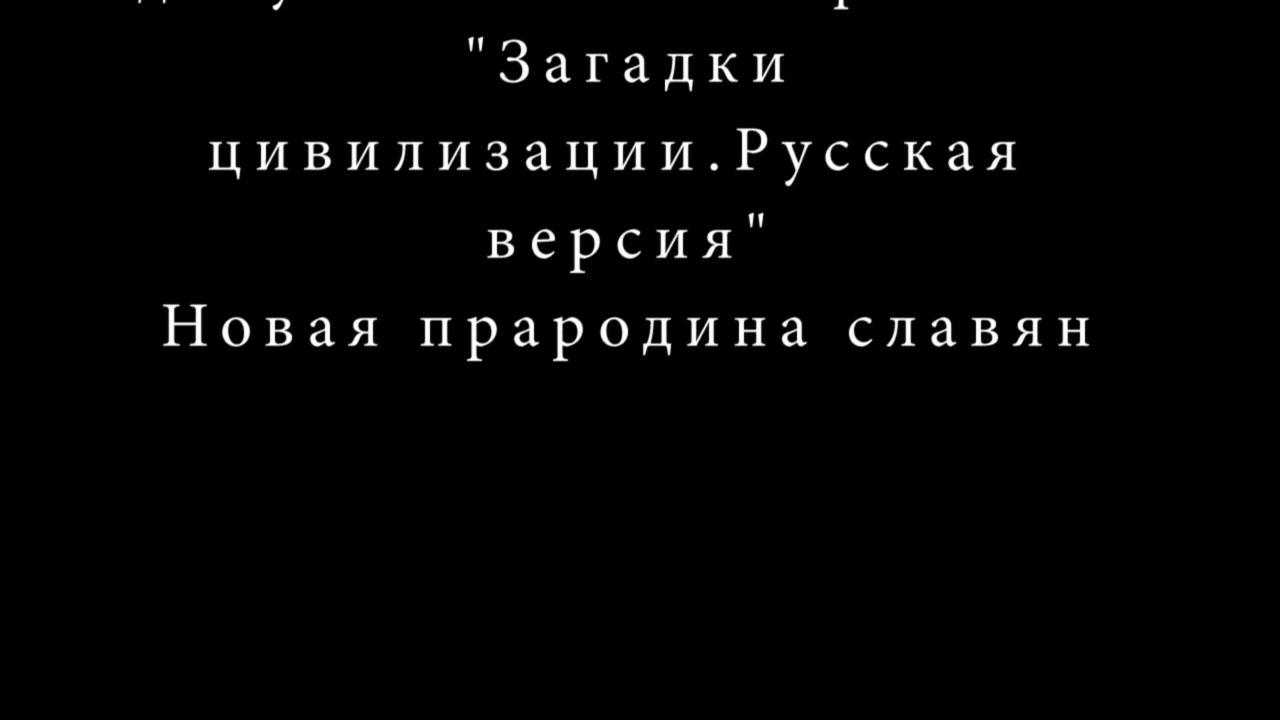 "Загадки
цивилизации.Русская
версия"
Новая прародина славян